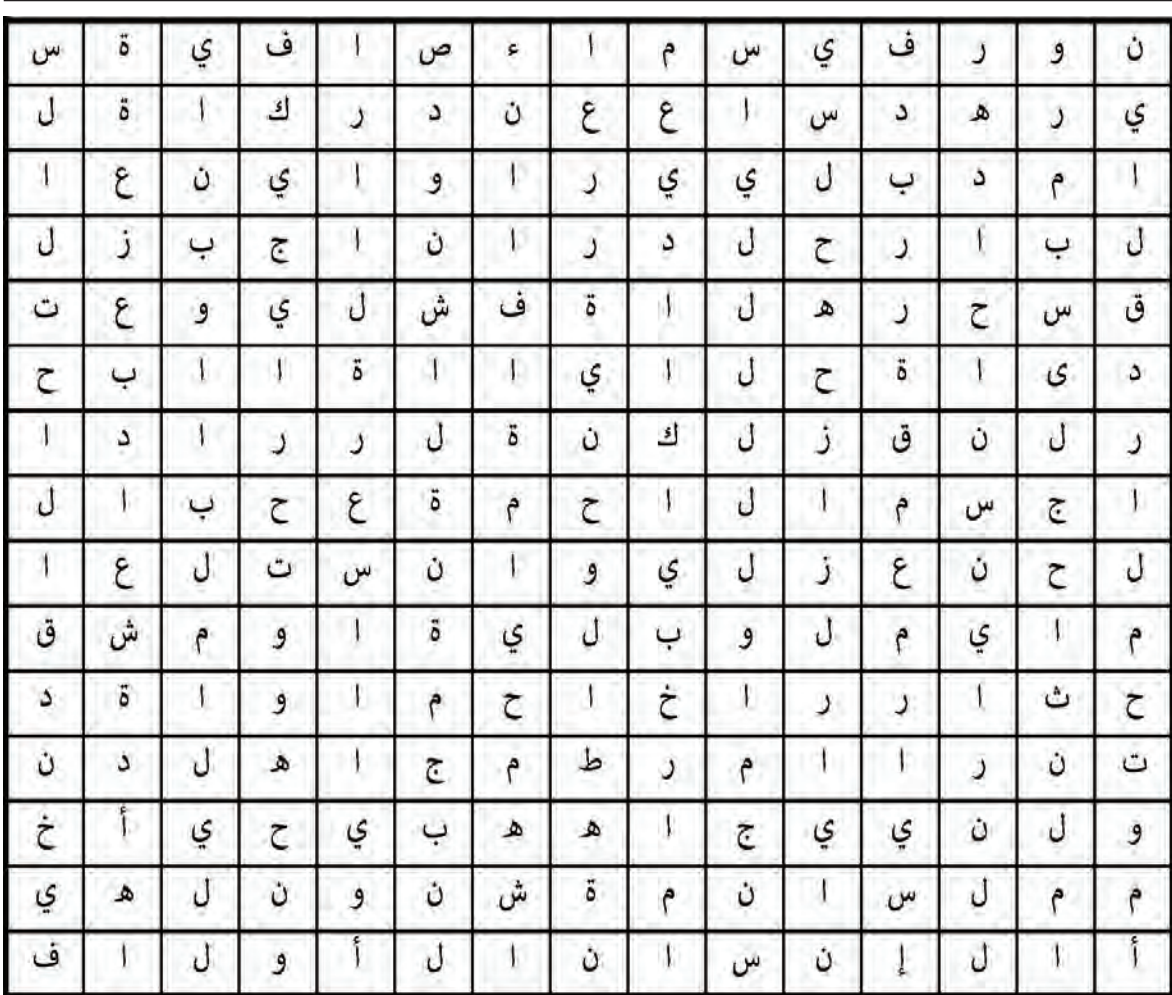 ن و ر ف ي س م ا ء ص ا ف ي ة س
ي ر ه د س ا ع ع ن د ر ك ا ة ل
ا م د ب ل ي ي ر ا و ا ي ن ع ا
ل ب ا ر ح ل د ر ا ن ا ج ب ز ل
ق س ح ر ه ل ا ة ف ش ل ي و ع ت
د ى ا ة ح ل ا ي ا ا ة ا ا ب ح
ر ل ن ق ز ل ك ن ة ل ر ر ا د ا
ا ج س م ا ل ا ح م ة ع ح ب ا ل
ل ح ن ع ز ل ي و ا ن س ت ل ع ا
م ا ي م ل و ب ل ي ة ا و م ش ق
ح ث ا ر ر ا خ ا ح م ا و ا ة د
ت ن ر ا ا م ر ط م ج ا ه ل د ن
و ل ن ي ي ج ا ه ه ب ي ح ي أ خ
م م ل س ا ن م ة ش ن و ن ل ه ي
أ ا ل إ ن س ا ن ا ل أ و ل ا ف